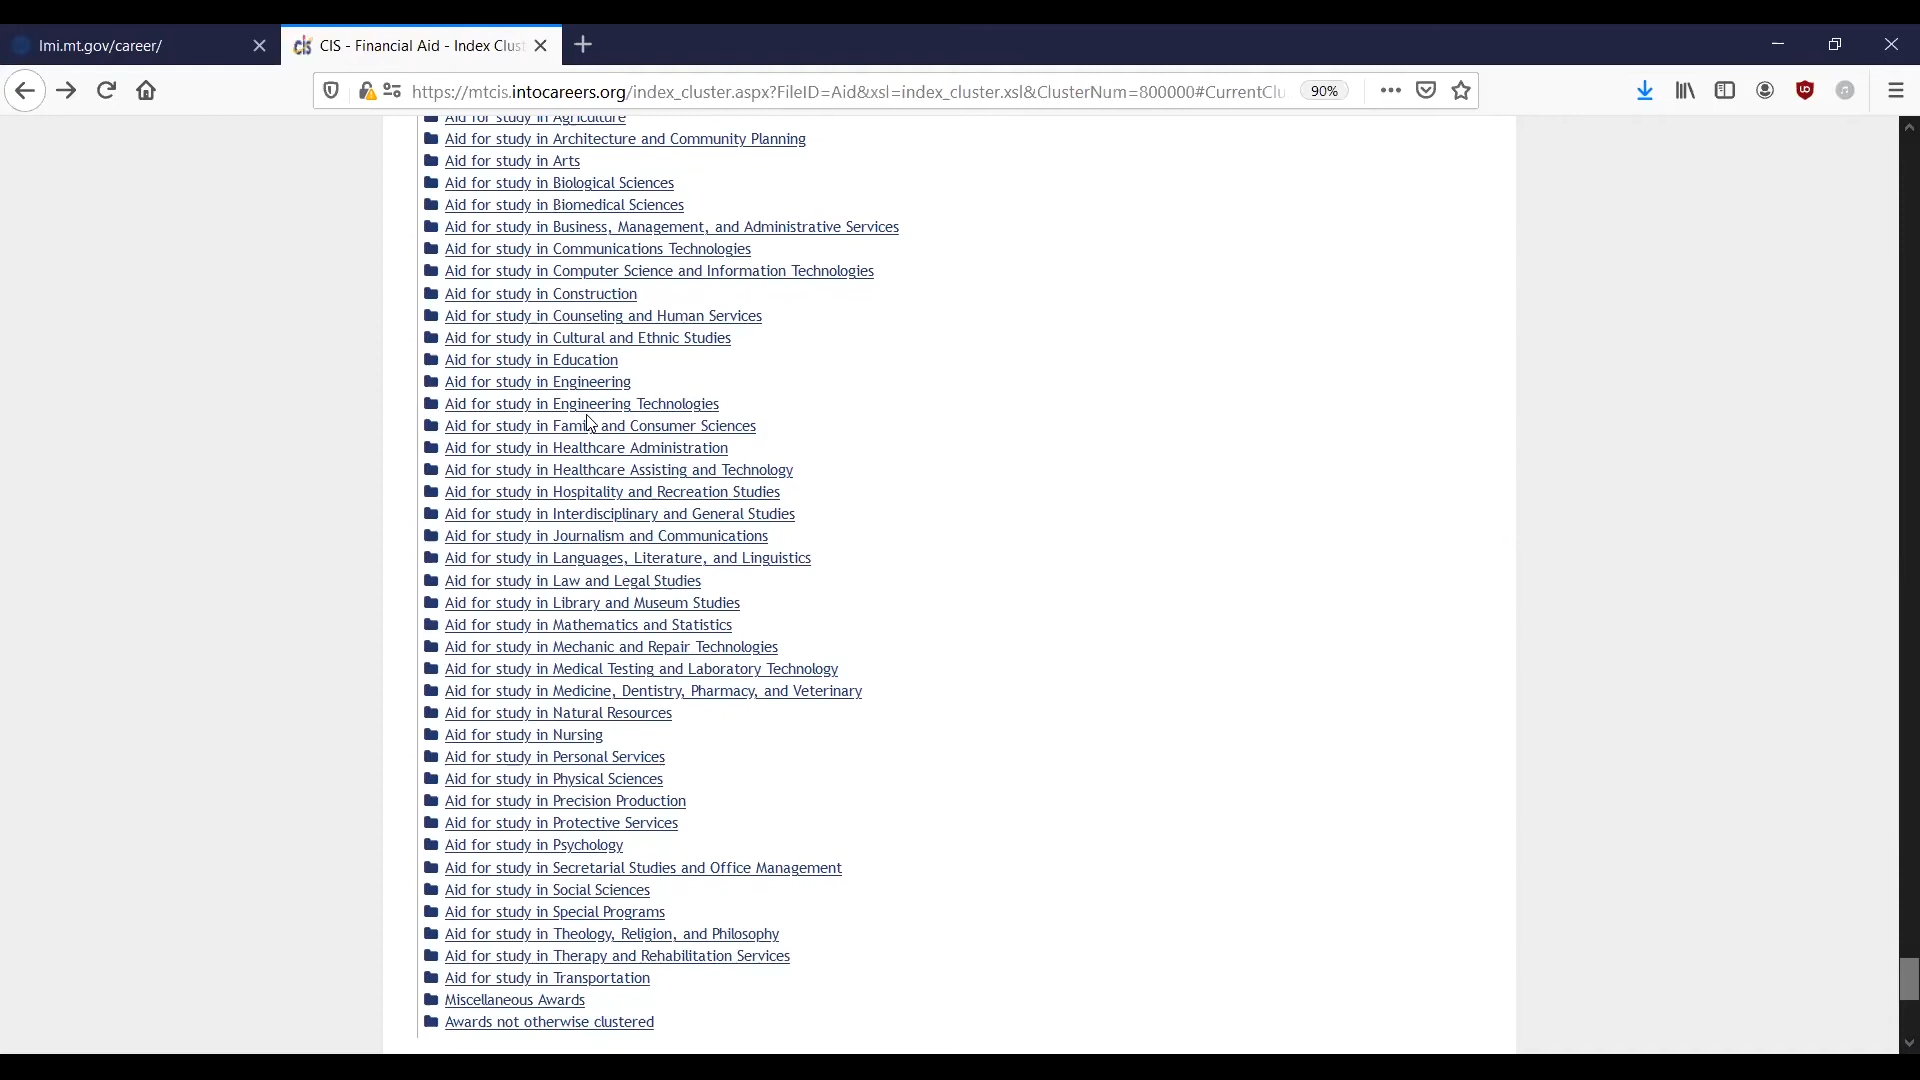 lmi.mt.gov/career/
CIS - Financial Aid - Index Clust
https://mtcis.intocareers.org/index_cluster.aspx?FileID=Aid&xsl=index_cluster.xsl&ClusterNum=800000#CurrentClu
90%
Aid for study in Agriculture
Aid for study in Architecture and Community Planning
Aid for study in Arts
Aid for study in Biological Sciences
Aid for study in Biomedical Sciences
Aid for study in Business, Management, and Administrative Services
Aid for study in Communications Technologies
Aid for study in Computer Science and Information Technologies
Aid for study in Construction
Aid for study in Counseling and Human Services
Aid for study in Cultural and Ethnic Studies
Aid for study in Education
Aid for study in Engineering
Aid for study in Engineering Technologies
Aid for study in Family and Consumer Sciences
Aid for study in Healthcare Administration
Aid for study in Healthcare Assisting and Technology
Aid for study in Hospitality and Recreation Studies
Aid for study in Interdisciplinary and General Studies
Aid for study in Journalism and Communications
Aid for study in Languages, Literature, and Linguistics
Aid for study in Law and Legal Studies
Aid for study in Library and Museum Studies
Aid for study in Mathematics and Statistics
Aid for study in Mechanic and Repair Technologies
Aid for study in Medical Testing and Laboratory Technology
Aid for study in Medicine, Dentistry, Pharmacy, and Veterinary
Aid for study in Natural Resources
Aid for study in Nursing
Aid for study in Personal Services
Aid for study in Physical Sciences
Aid for study in Precision Production
Aid for study in Protective Services
Aid for study in Psychology
Aid for study in Secretarial Studies and Office Management
Aid for study in Social Sciences
Aid for study in Special Programs
Aid for study in Theology, Religion, and Philosophy
Aid for study in Therapy and Rehabilitation Services
Aid for study in Transportation
Miscellaneous Awards
Awards not otherwise clustered